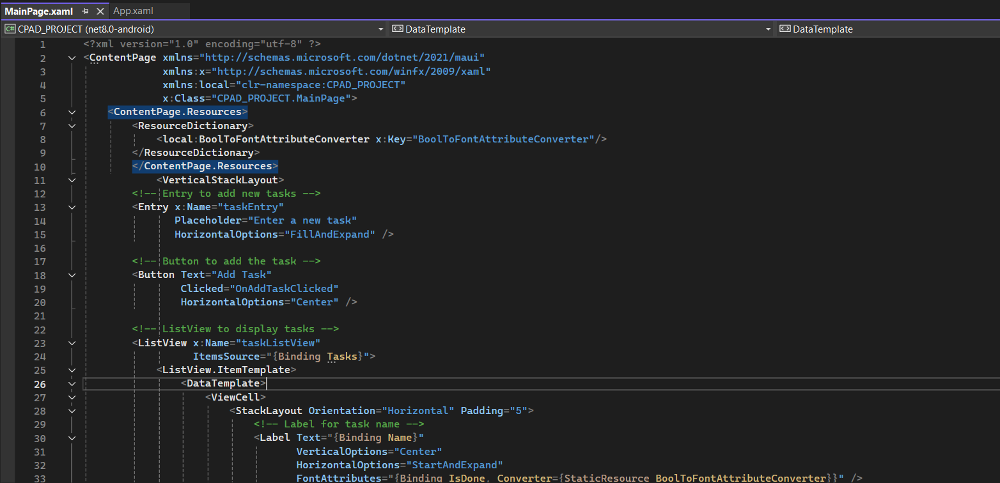 MainPage.xaml App.xaml
C# CPAD_PROJECT (net8.0-android) DataTemplate DataTemplate
1 <?xml version="1.0" encoding="utf-8" ?>
2 <ContentPage xmlns="http://schemas.microsoft.com/dotnet/2021/maui"
3 xmlns:x="http://schemas.microsoft.com/winfx/2009/xaml"
4 xmlns:local="clr-namespace:CPAD_PROJECT"
5 x:Class="CPAD_PROJECT.MainPage">
6 <ContentPage.Resources>
7 <ResourceDictionary>
8 <local:BoolToFontAttributeConverter x:Key="BoolToFontAttributeConverter"/>
9 </ResourceDictionary>
10 </ContentPage.Resources>
11 <VerticalStackLayout>
12 <!-- Entry to add new tasks -->
13 <Entry x:Name="taskEntry"
14 Placeholder="Enter a new task"
15 HorizontalOptions="FillAndExpand" />
16
17 <!-- Button to add the task -->
18 <Button Text="Add Task"
19 Clicked="OnAddTaskClicked"
20 HorizontalOptions="Center" />
21
22 <!-- ListView to display tasks -->
23 <ListView x:Name="taskListView"
24 ItemsSource="{Binding Tasks}">
25 <ListView.ItemTemplate>
26 <DataTemplate>
27 <ViewCell>
28 <StackLayout Orientation="Horizontal" Padding="5">
29 <!-- Label for task name -->
30 <Label Text="{Binding Name}"
31 VerticalOptions="Center"
32 HorizontalOptions="StartAndExpand"
33 FontAttributes="{Binding IsDone, Converter={StaticResource BoolToFontAttributeConverter}}" />